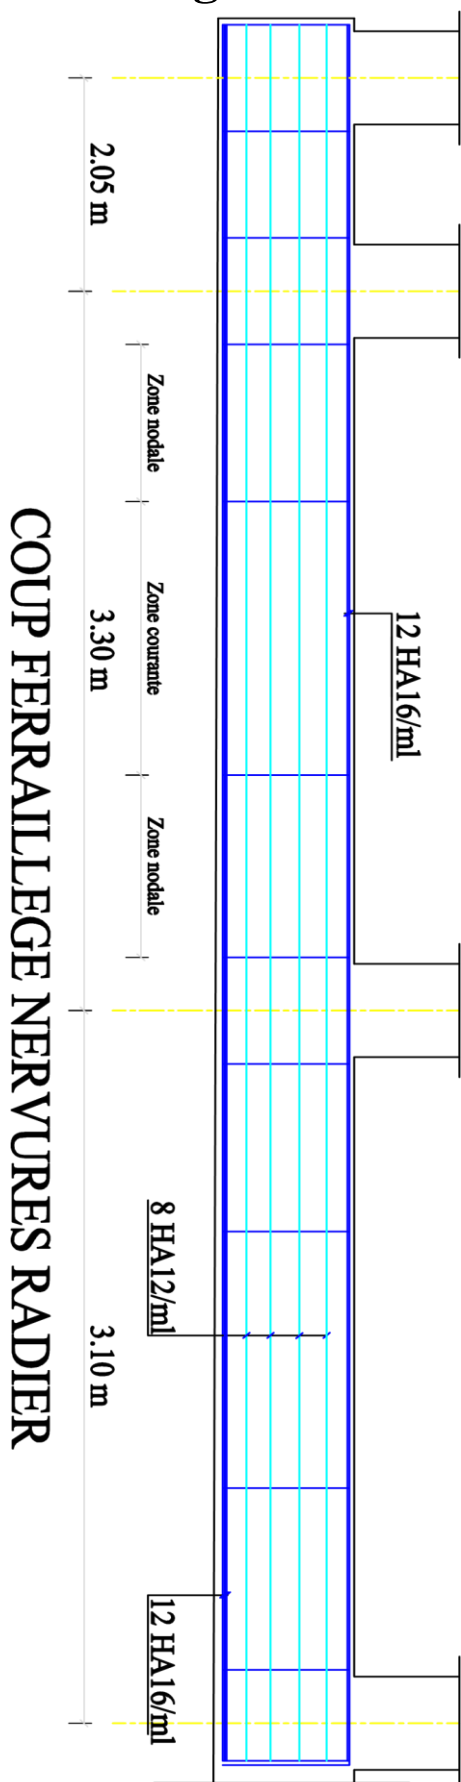 12 HA16/ml
2.05 m
Zone nodale
Zone courante
Zone nodale
3.30 m
8 HA12/ml
3.10 m
12 HA16/ml
COUP FERRAILLEGE NERVURES RADIER